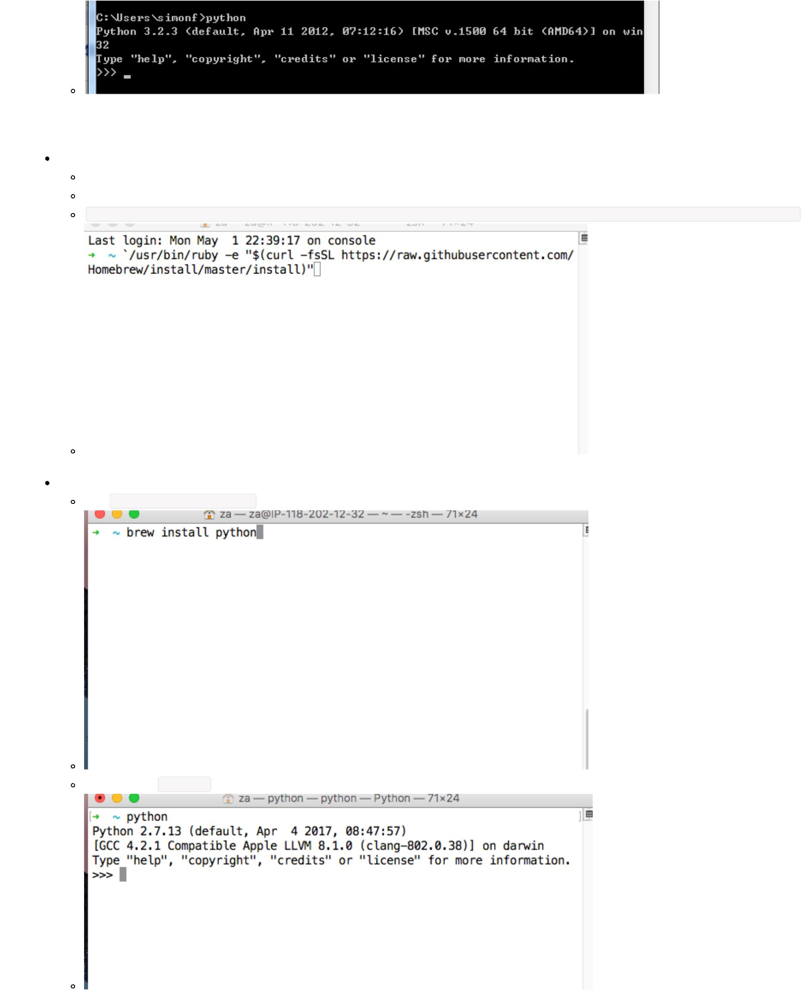 C:\Users\simonf>python
Python 3.2.3 (default, Apr 11 2012, 07:12:16) [MSC v.1500 64 bit (AMD64)] on win
32
Type "help", "copyright", "credits" or "license" for more information.
>>> _
Last login: Mon May  1 22:39:17 on console
➜  ~ `/usr/bin/ruby -e "$(curl -fsSL https://raw.githubusercontent.com/
Homebrew/install/master/install)"
za — za@IP-118-202-12-32 — ~ — -zsh — 71×24
➜  ~ brew install python
za — python — python — Python — 71×24
[➜  ~ python ]
Python 2.7.13 (default, Apr  4 2017, 08:47:57)
[GCC 4.2.1 Compatible Apple LLVM 8.1.0 (clang-802.0.38)] on darwin
Type "help", "copyright", "credits" or "license" for more information.
>>>